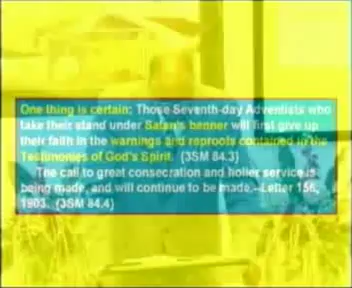 One thing is certain: Those Seventh-day Adventists who
take their stand under Satan's banner will first give up
their faith in the warnings and reproofs contained in the
Testimonies of God's Spirit. (3SM 84.3)
The call to great consecration and holier service is
being made, and will continue to be made.--Letter 156,
1903. (3SM 84.4)